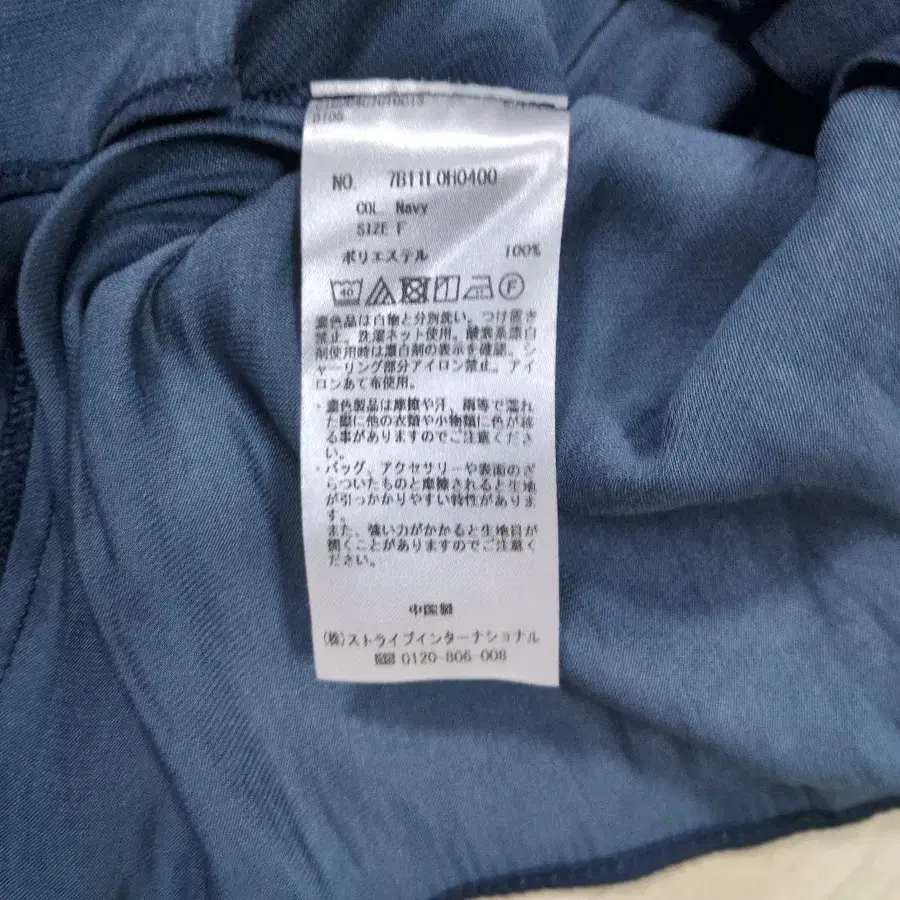 0106
NO. 7B11L0H0400
COL. Navy
SIZE F
ポリエステル 100%
40 F
濃色品は白物と分別洗い。つけ置き
禁止。洗濯ネット使用。酸素系漂白
剤使用時は漂白剤の表示を確認。シ
ャーリング部分アイロン禁止。アイ
ロンあて布使用。
・濃色製品は摩擦や汗、雨等で濡れ
た際に他の衣類や小物類に色が移
る事がありますのでご注意くださ
い。
・バッグ、アクセサリーや表面のざ
らついたものと摩擦されると生地
が引っかかりやすい特性がありま
す。
また、強い力がかかると生地目が
開くことがありますのでご注意く
ださい。
中国製
(株)ストライプインターナショナル
0120-806-008